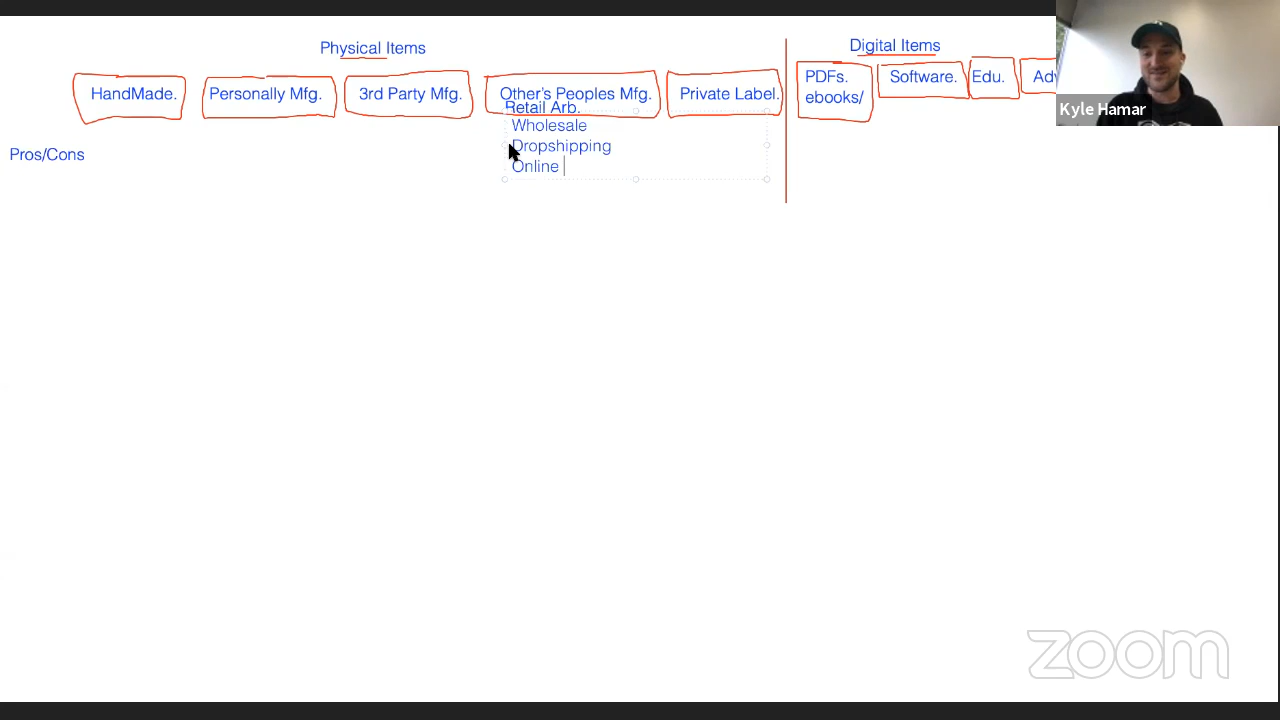 Physical Items
Digital Items
HandMade.
Personally Mfg.
3rd Party Mfg.
Other's Peoples Mfg.
Private Label.
PDFs.
ebooks/
Software.
Edu.
Retail Arb.
Wholesale
Dropshipping
Online
Pros/Cons
Kyle Hamar
zoom